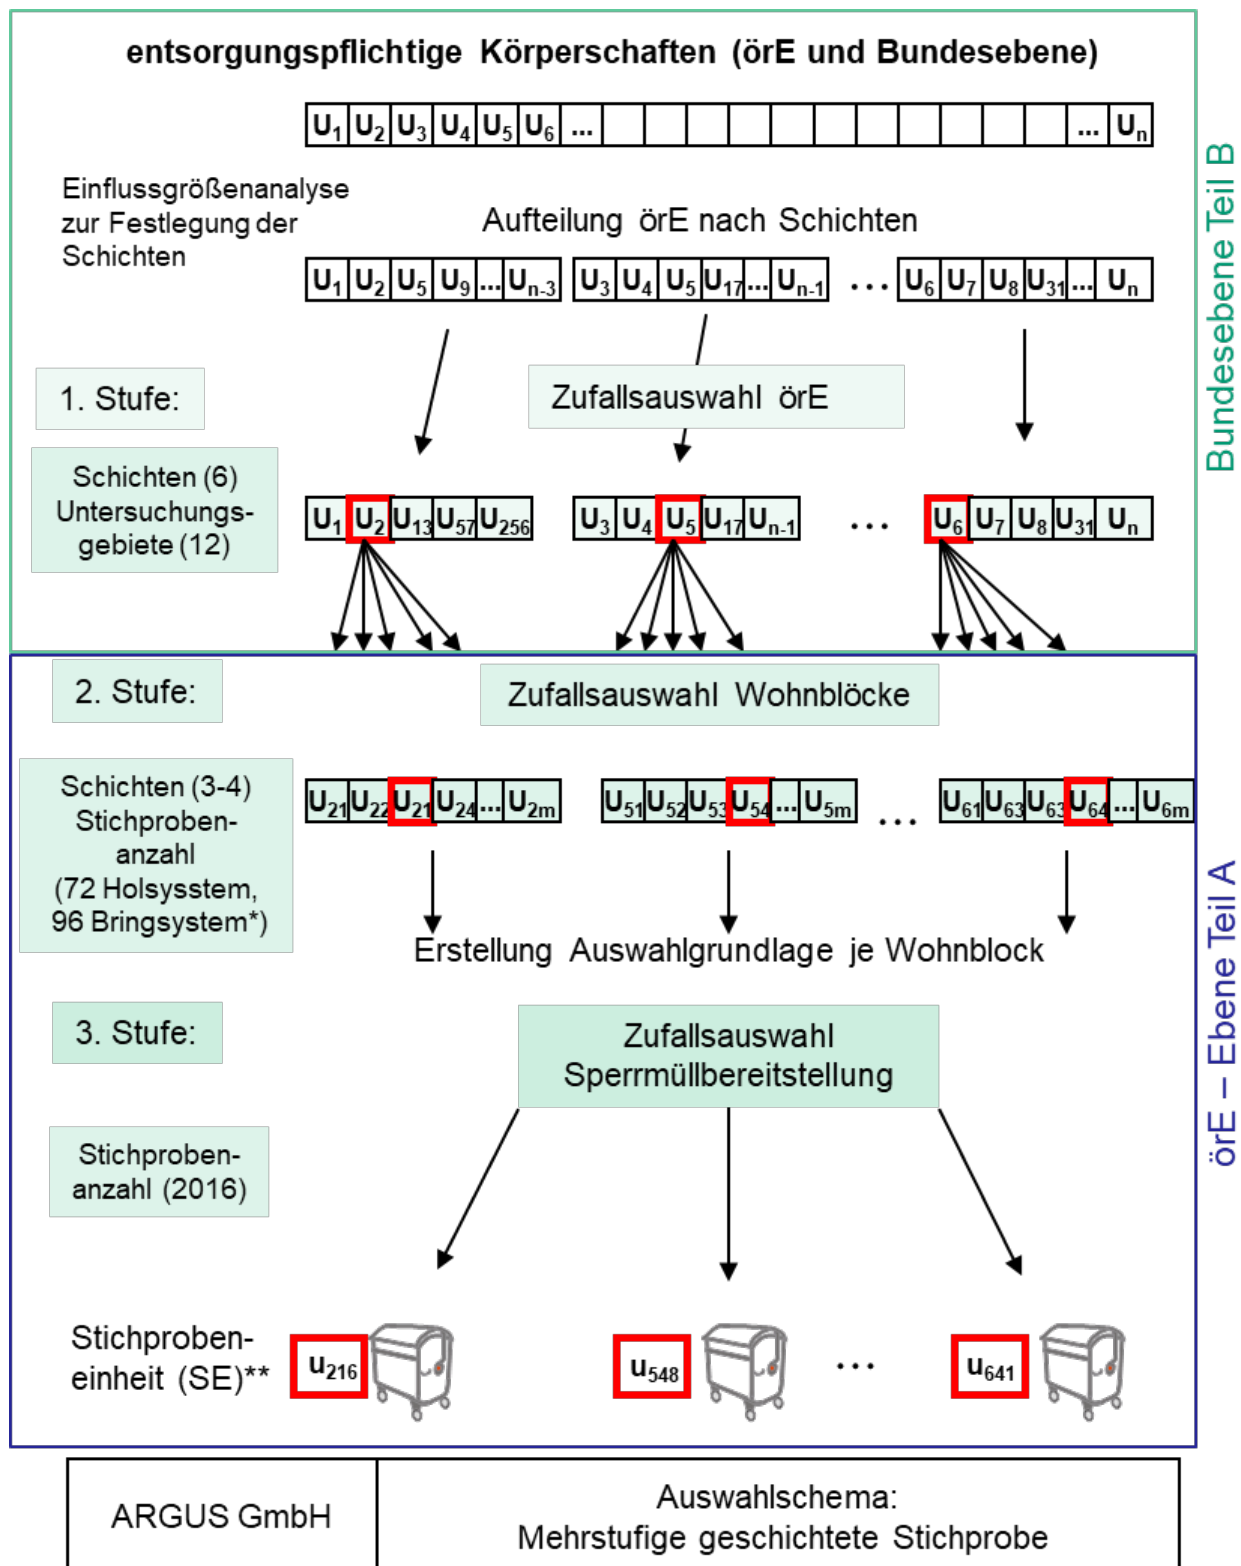 entsorgungspflichtige Körperschaften (örE und Bundesebene)
U1 U2 U3 U4 U5 U6 ... ... Un
Einflussgrößenanalyse
zur Festlegung der
Schichten
Aufteilung örE nach Schichten
U1 U2 U5 U9 ... Un-3 U3 U4 U5 U17 ... Un-1 ... U6 U7 U8 U31 ... Un
1. Stufe:
Zufallsauswahl örE
Schichten (6)
Untersuchungs-
gebiete (12)
U1 U2 U13 U57 U256 U3 U4 U5 U17 Un-1 ... U6 U7 U8 U31 Un
Bundesebene Teil B
2. Stufe:
Zufallsauswahl Wohnblöcke
Schichten (3-4)
Stichproben-
anzahl
(72 Holsysstem,
96 Bringsystem*)
U21 U22 U21 U24 ... U2m U51 U52 U53 U54 ... U5m ... U61 U63 U63 U64 ... U6m
Erstellung Auswahlgrundlage je Wohnblock
3. Stufe:
Zufallsauswahl
Sperrmüllbereitstellung
Stichproben-
anzahl (2016)
Stichproben-
einheit (SE)**
u216 u548 ... u641
örE – Ebene Teil A
ARGUS GmbH
Auswahlschema:
Mehrstufige geschichtete Stichprobe